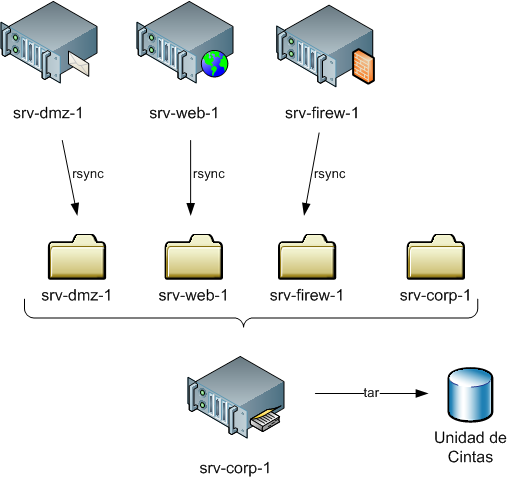 srv-dmz-1
srv-web-1
srv-firew-1
rsync
rsync
rsync
srv-dmz-1
srv-web-1
srv-firew-1
srv-corp-1
tar
Unidad de
Cintas
srv-corp-1